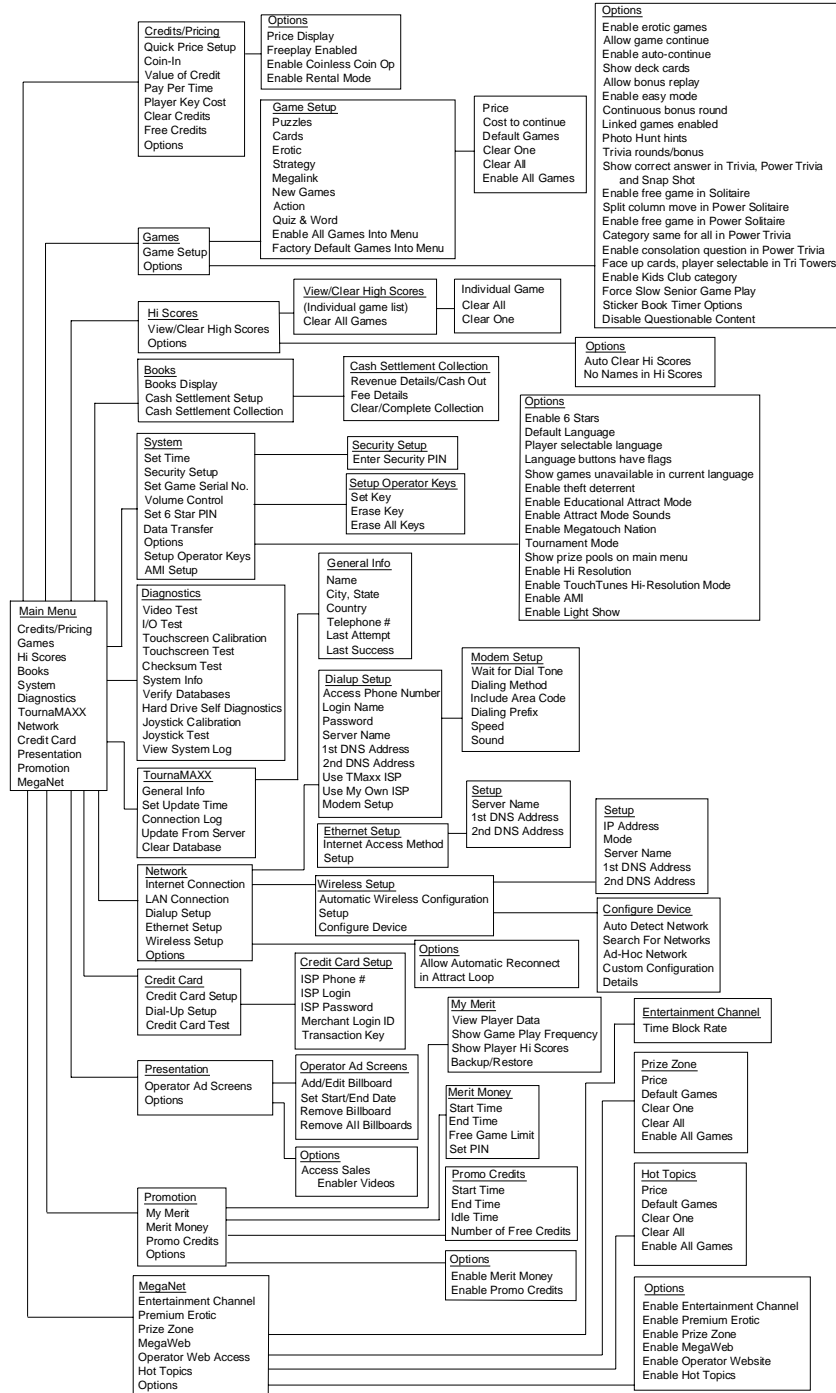 Credits/Pricing
Quick Price Setup
Coin-In
Value of Credit
Pay Per Time
Player Key Cost
Clear Credits
Free Credits
Options
Options
Price Display
Freeplay Enabled
Enable Coinless Coin Op
Enable Rental Mode
Options
Enable erotic games
Allow game continue
Enable auto-continue
Show deck cards
Allow bonus replay
Enable easy mode
Continuous bonus round
Linked games enabled
Photo Hunt hints
Trivia rounds/bonus
Show correct answer in Trivia, Power Trivia
and Snap Shot
Enable free game in Solitaire
Split column move in Power Solitaire
Enable free game in Power Solitaire
Category same for all in Power Trivia
Enable consolation question in Power Trivia
Face up cards, player selectable in Tri Towers
Enable Kids Club category
Force Slow Senior Game Play
Sticker Book Timer Options
Disable Questionable Content
Game Setup
Puzzles
Cards
Erotic
Strategy
Megalink
New Games
Action
Quiz & Word
Enable All Games Into Menu
Factory Default Games Into Menu
Price
Cost to continue
Default Games
Clear One
Clear All
Enable All Games
Games
Game Setup
Options
Hi Scores
View/Clear High Scores
Options
View/Clear High Scores
(Individual game list)
Clear All Games
Individual Game
Clear All
Clear One
Options
Auto Clear Hi Scores
No Names in Hi Scores
Books
Books Display
Cash Settlement Setup
Cash Settlement Collection
Cash Settlement Collection
Revenue Details/Cash Out
Fee Details
Clear/Complete Collection
System
Set Time
Security Setup
Set Game Serial No.
Volume Control
Set 6 Star PIN
Data Transfer
Options
Setup Operator Keys
AMI Setup
Security Setup
Enter Security PIN
Setup Operator Keys
Set Key
Erase Key
Erase All Keys
Options
Enable 6 Stars
Default Language
Player selectable language
Language buttons have flags
Show games unavailable in current language
Enable theft deterrent
Enable Educational Attract Mode
Enable Attract Mode Sounds
Enable Megatouch Nation
Tournament Mode
Show prize pools on main menu
Enable Hi Resolution
Enable TouchTunes Hi-Resolution Mode
Enable AMI
Enable Light Show
Main Menu
Credits/Pricing
Games
Hi Scores
Books
System
Diagnostics
TournaMAXX
Network
Credit Card
Presentation
Promotion
MegaNet
Diagnostics
Video Test
I/O Test
Touchscreen Calibration
Touchscreen Test
Checksum Test
System Info
Verify Databases
Hard Drive Self Diagnostics
Joystick Calibration
Joystick Test
View System Log
General Info
Name
City, State
Country
Telephone #
Last Attempt
Last Success
TournaMAXX
General Info
Set Update Time
Connection Log
Update From Server
Clear Database
Dialup Setup
Access Phone Number
Login Name
Password
Server Name
1st DNS Address
2nd DNS Address
Use TMaxx ISP
Use My Own ISP
Modem Setup
Modem Setup
Wait for Dial Tone
Dialing Method
Include Area Code
Dialing Prefix
Speed
Sound
Ethernet Setup
Internet Access Method
Setup
Setup
Server Name
1st DNS Address
2nd DNS Address
Setup
IP Address
Mode
Server Name
1st DNS Address
2nd DNS Address
Network
Internet Connection
LAN Connection
Dialup Setup
Ethernet Setup
Wireless Setup
Options
Wireless Setup
Automatic Wireless Configuration
Setup
Configure Device
Configure Device
Auto Detect Network
Search For Networks
Ad-Hoc Network
Custom Configuration
Details
Options
Allow Automatic Reconnect
in Attract Loop
Credit Card
Credit Card Setup
Dial-Up Setup
Credit Card Test
Credit Card Setup
ISP Phone #
ISP Login
ISP Password
Merchant Login ID
Transaction Key
Presentation
Operator Ad Screens
Options
Operator Ad Screens
Add/Edit Billboard
Set Start/End Date
Remove Billboard
Remove All Billboards
Options
Access Sales
Enabler Videos
Promotion
My Merit
Merit Money
Promo Credits
Options
My Merit
View Player Data
Show Game Play Frequency
Show Player Hi Scores
Backup/Restore
Merit Money
Start Time
End Time
Free Game Limit
Set PIN
Promo Credits
Start Time
End Time
Idle Time
Number of Free Credits
Options
Enable Merit Money
Enable Promo Credits
MegaNet
Entertainment Channel
Premium Erotic
Prize Zone
MegaWeb
Operator Web Access
Hot Topics
Options
Entertainment Channel
Time Block Rate
Prize Zone
Price
Default Games
Clear One
Clear All
Enable All Games
Hot Topics
Price
Default Games
Clear One
Clear All
Enable All Games
Options
Enable Entertainment Channel
Enable Premium Erotic
Enable Prize Zone
Enable MegaWeb
Enable Operator Website
Enable Hot Topics